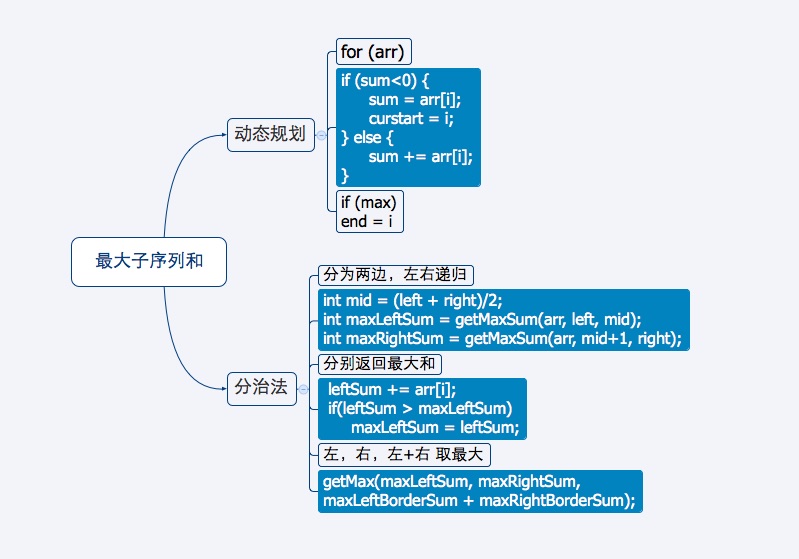 最大子序列和
动态规划
for (arr)
if (sum<0) {
sum = arr[i];
curstart = i;
} else {
sum += arr[i];
}
if (max)
end = i
分治法
分为两边，左右递归
int mid = (left + right)/2;
int maxLeftSum = getMaxSum(arr, left, mid);
int maxRightSum = getMaxSum(arr, mid+1, right);
分别返回最大和
leftSum += arr[i];
if(leftSum > maxLeftSum)
maxLeftSum = leftSum;
左，右，左+右 取最大
getMax(maxLeftSum, maxRightSum,
maxLeftBorderSum + maxRightBorderSum);